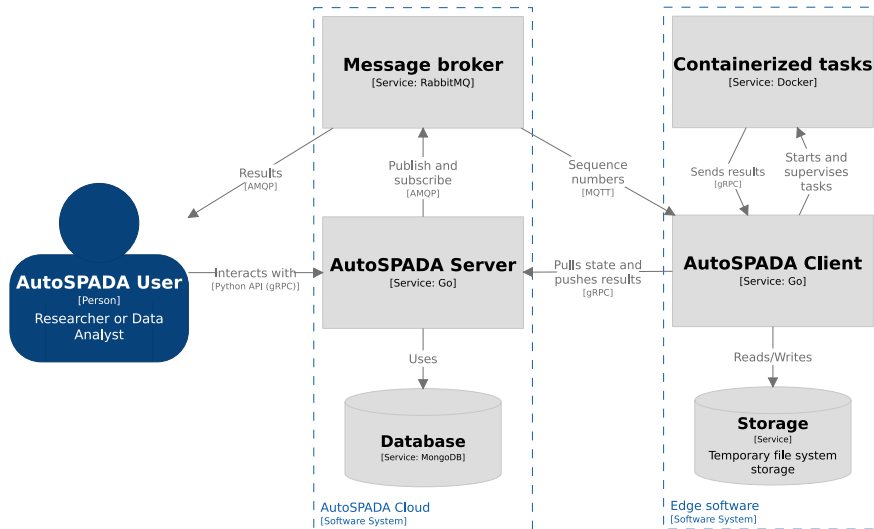 Message broker
[Service: RabbitMQ]
Containerized tasks
[Service: Docker]
Results
[AMQP]
Publish and
subscribe
[AMQP]
Sequence
numbers
[MQTT]
Sends results
[gRPC]
Starts and
supervises
tasks
AutoSPADA User
[Person]
Researcher or Data
Analyst
Interacts with
[Python API (gRPC)]
AutoSPADA Server
[Service: Go]
Pulls state and
pushes results
[gRPC]
AutoSPADA Client
[Service: Go]
Uses
Reads/Writes
Database
[Service: MongoDB]
Storage
[Service]
Temporary file system
storage
AutoSPADA Cloud
[Software System]
Edge software
[Software System]